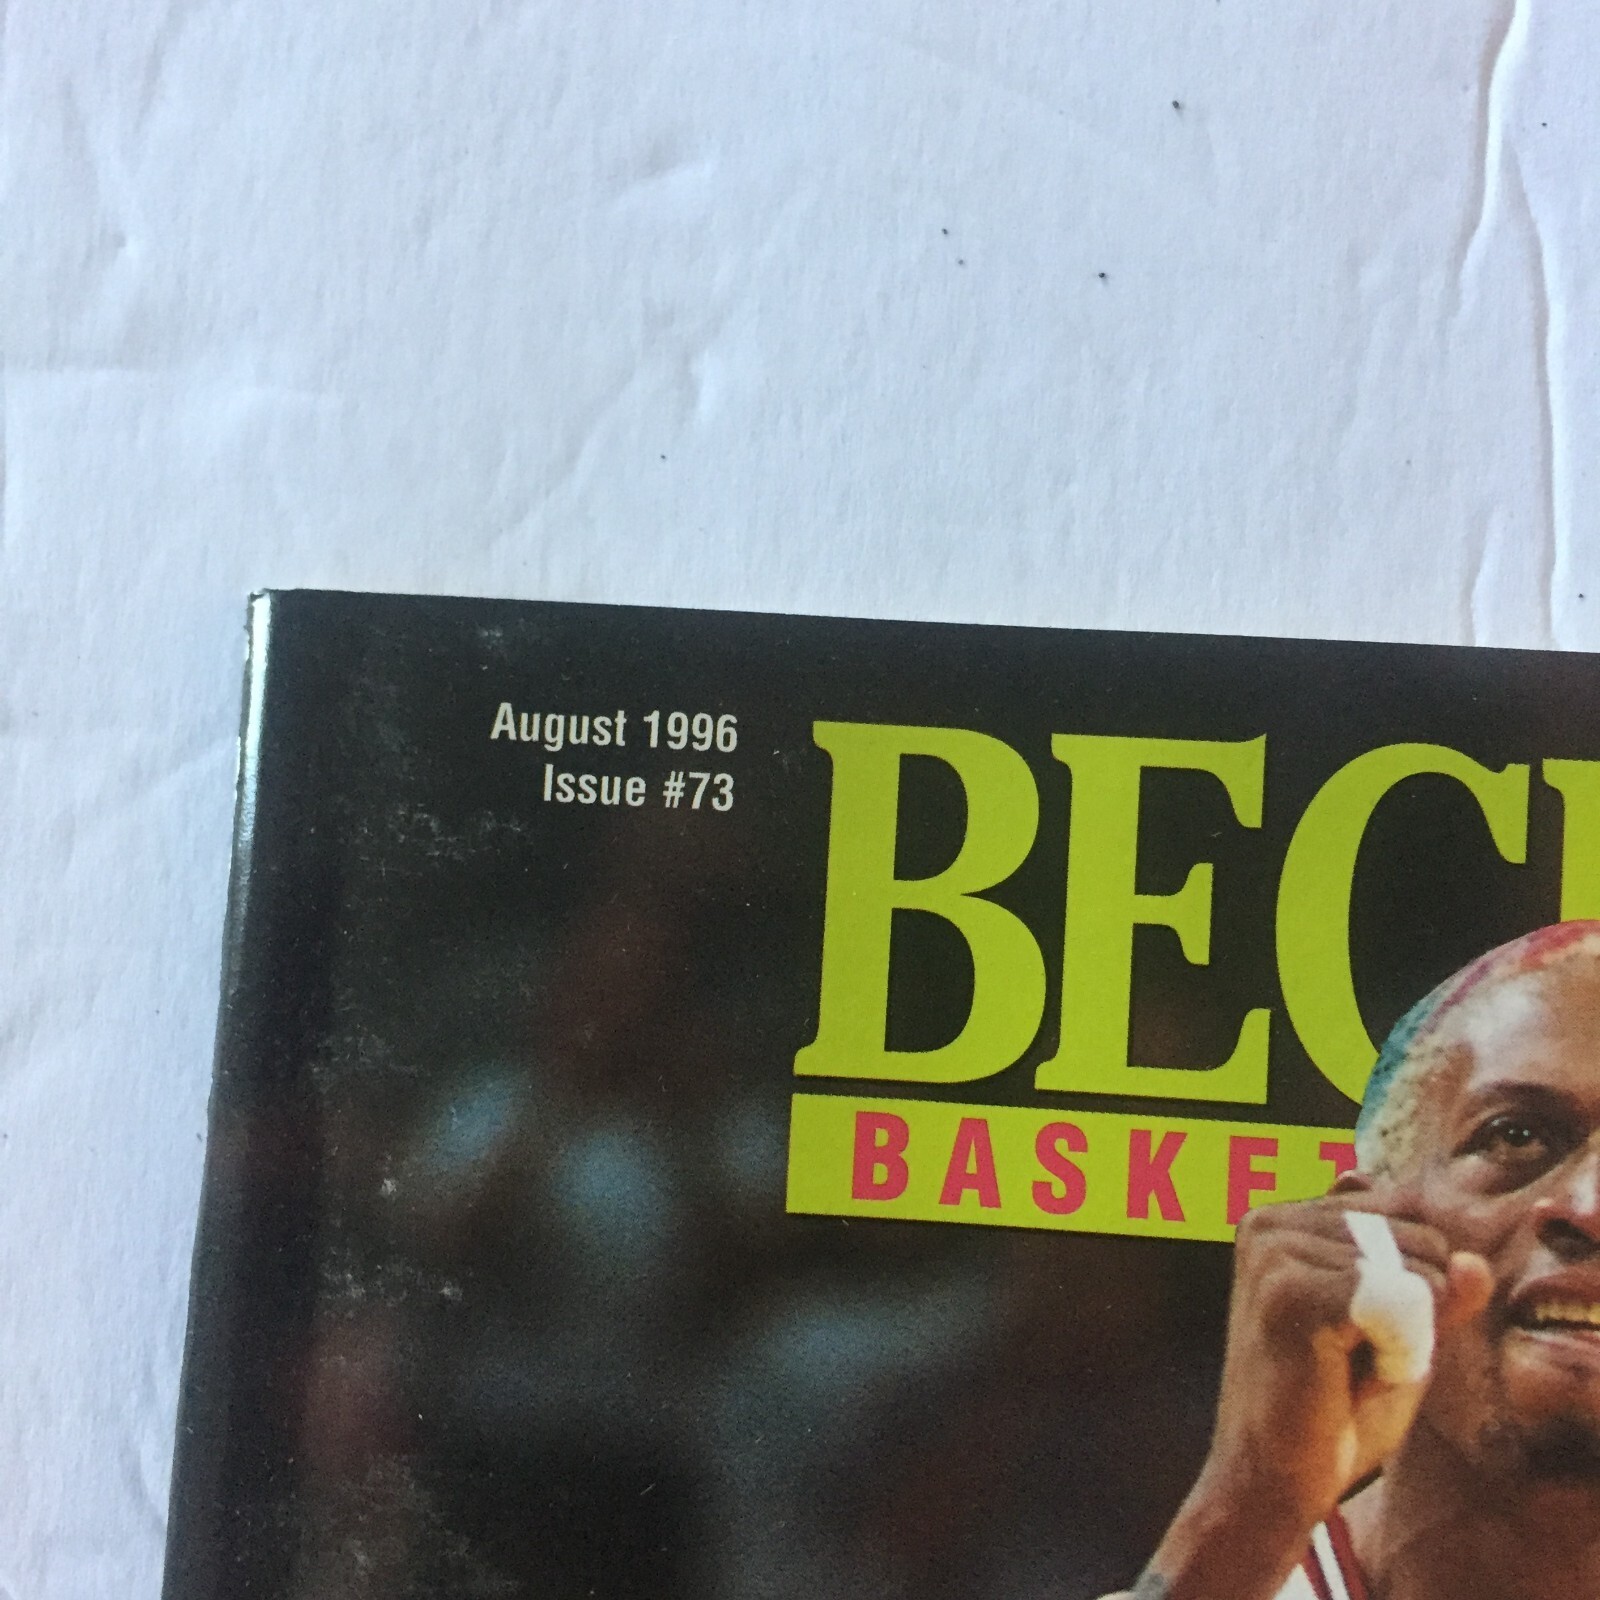 August 1996
Issue #73
BEC
BASKET